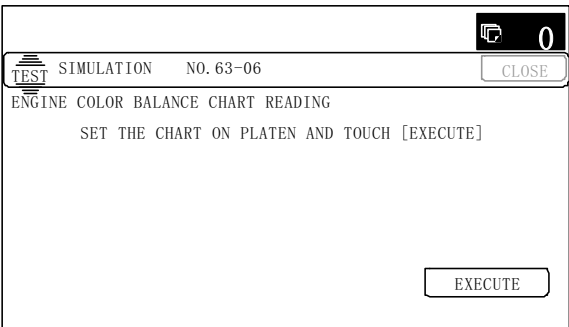 0
TEST SIMULATION NO.63-06 CLOSE
ENGINE COLOR BALANCE CHART READING
SET THE CHART ON PLATEN AND TOUCH [EXECUTE]
EXECUTE